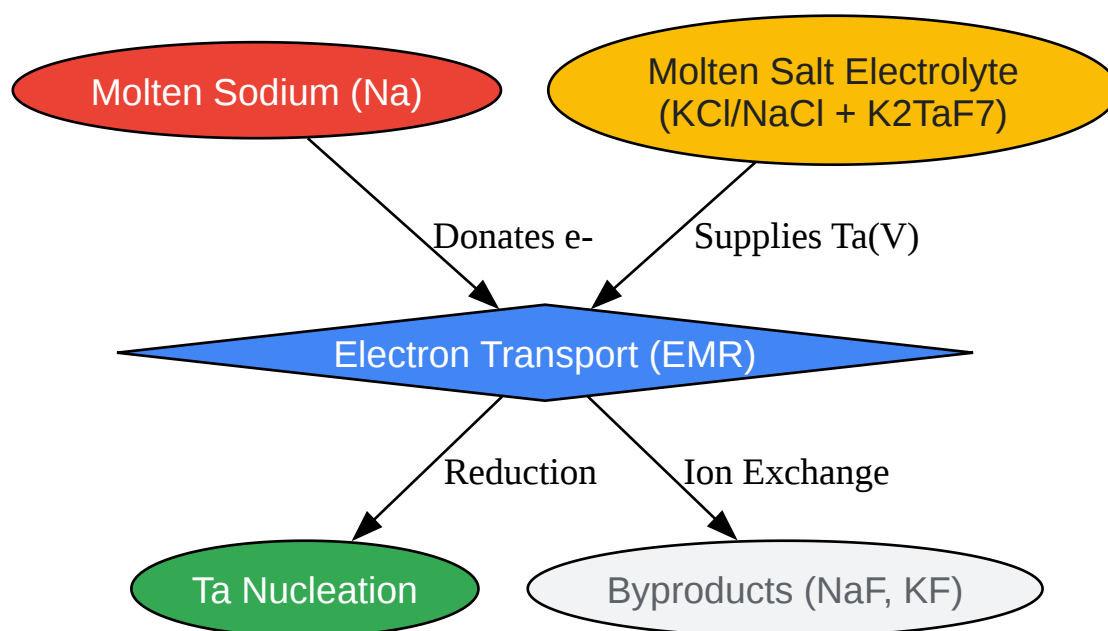 Molten Sodium (Na)
Molten Salt Electrolyte
(KCl/NaCl + K2TaF7)
Donates e-
Supplies Ta(V)
Electron Transport (EMR)
Reduction
Ion Exchange
Ta Nucleation
Byproducts (NaF, KF)